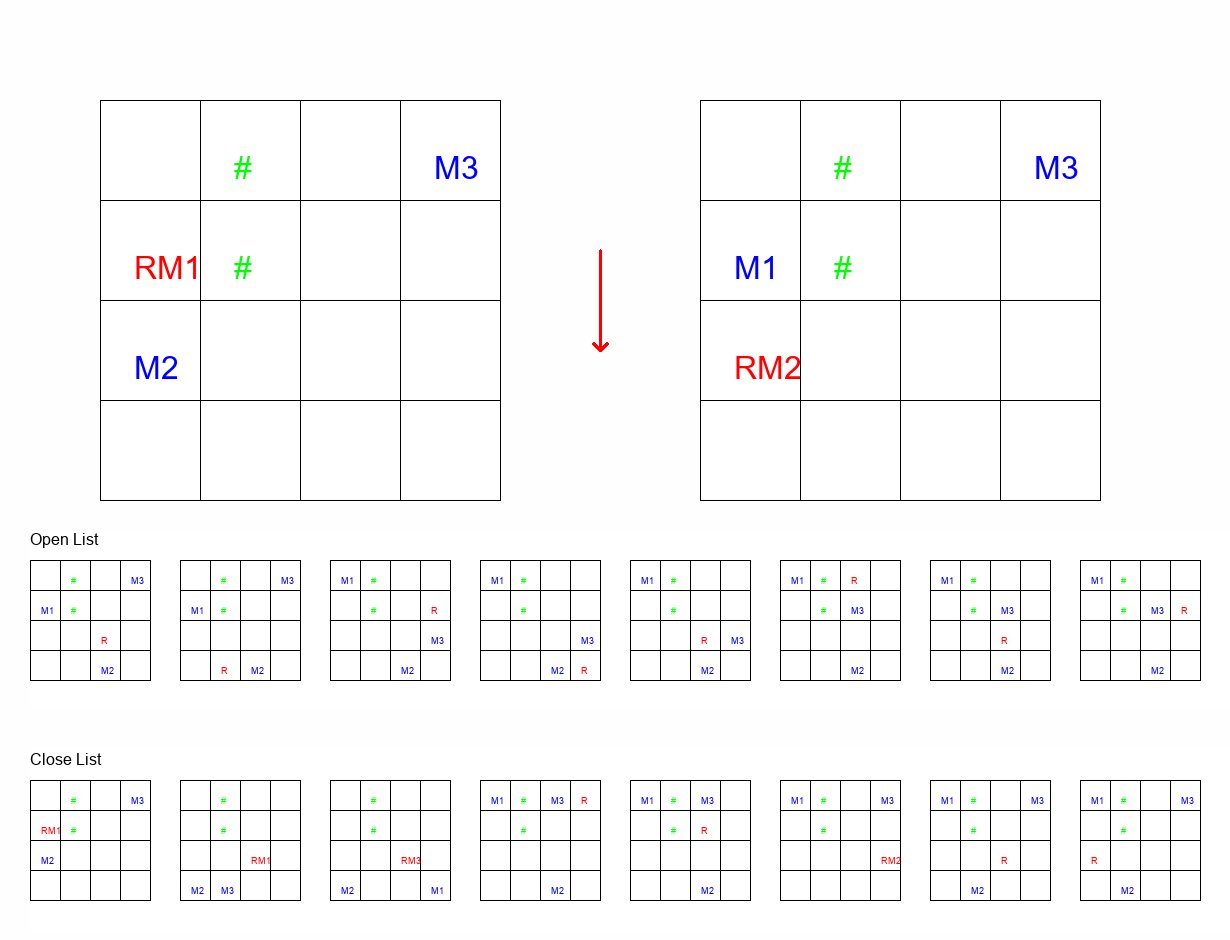 # M3 # M3
RM1 # M1 #
M2 RM2
Open List
# M3 # M3 M1 # M1 # M1 # M1 # R M1 # M1 #
M1 # M1 # # R # # # M3 # M3 # M3 R
R M3 M3 R M3 R
M2 R M2 M2 M2 R M2 M2 M2 M2
Close List
# M3 # # M1 # M3 R M1 # M3 M1 # M3 M1 # M3 M1 # M3
RM1 # # # # # R # # #
M2 RM1 RM3 RM2 R R
M2 M3 M2 M1 M2 M2 M2 M2